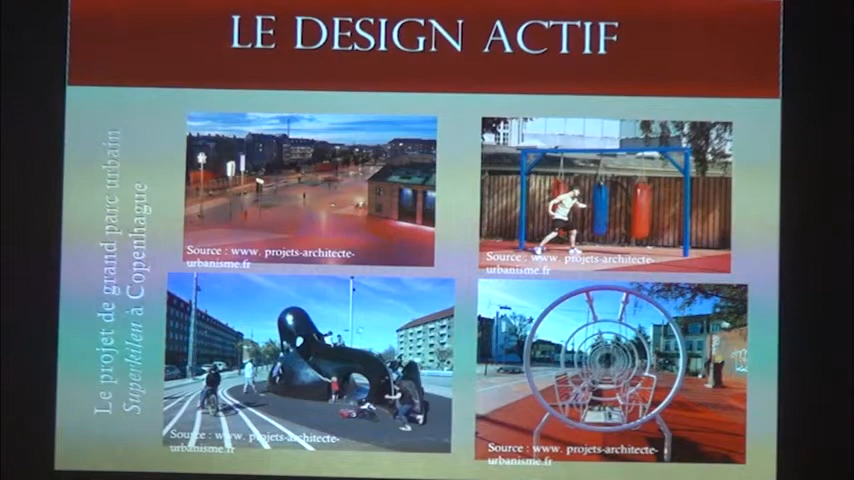 LE DESIGN ACTIF
Le projet de grand parc urbain
Superkilen à Copenhague
Source : www. projets-architecte-
urbanisme.fr
Source : www. projets-architecte-
urbanisme.fr
Source : www. projets-architecte-
urbanisme.fr
Source : www. projets-architecte-
urbanisme.fr